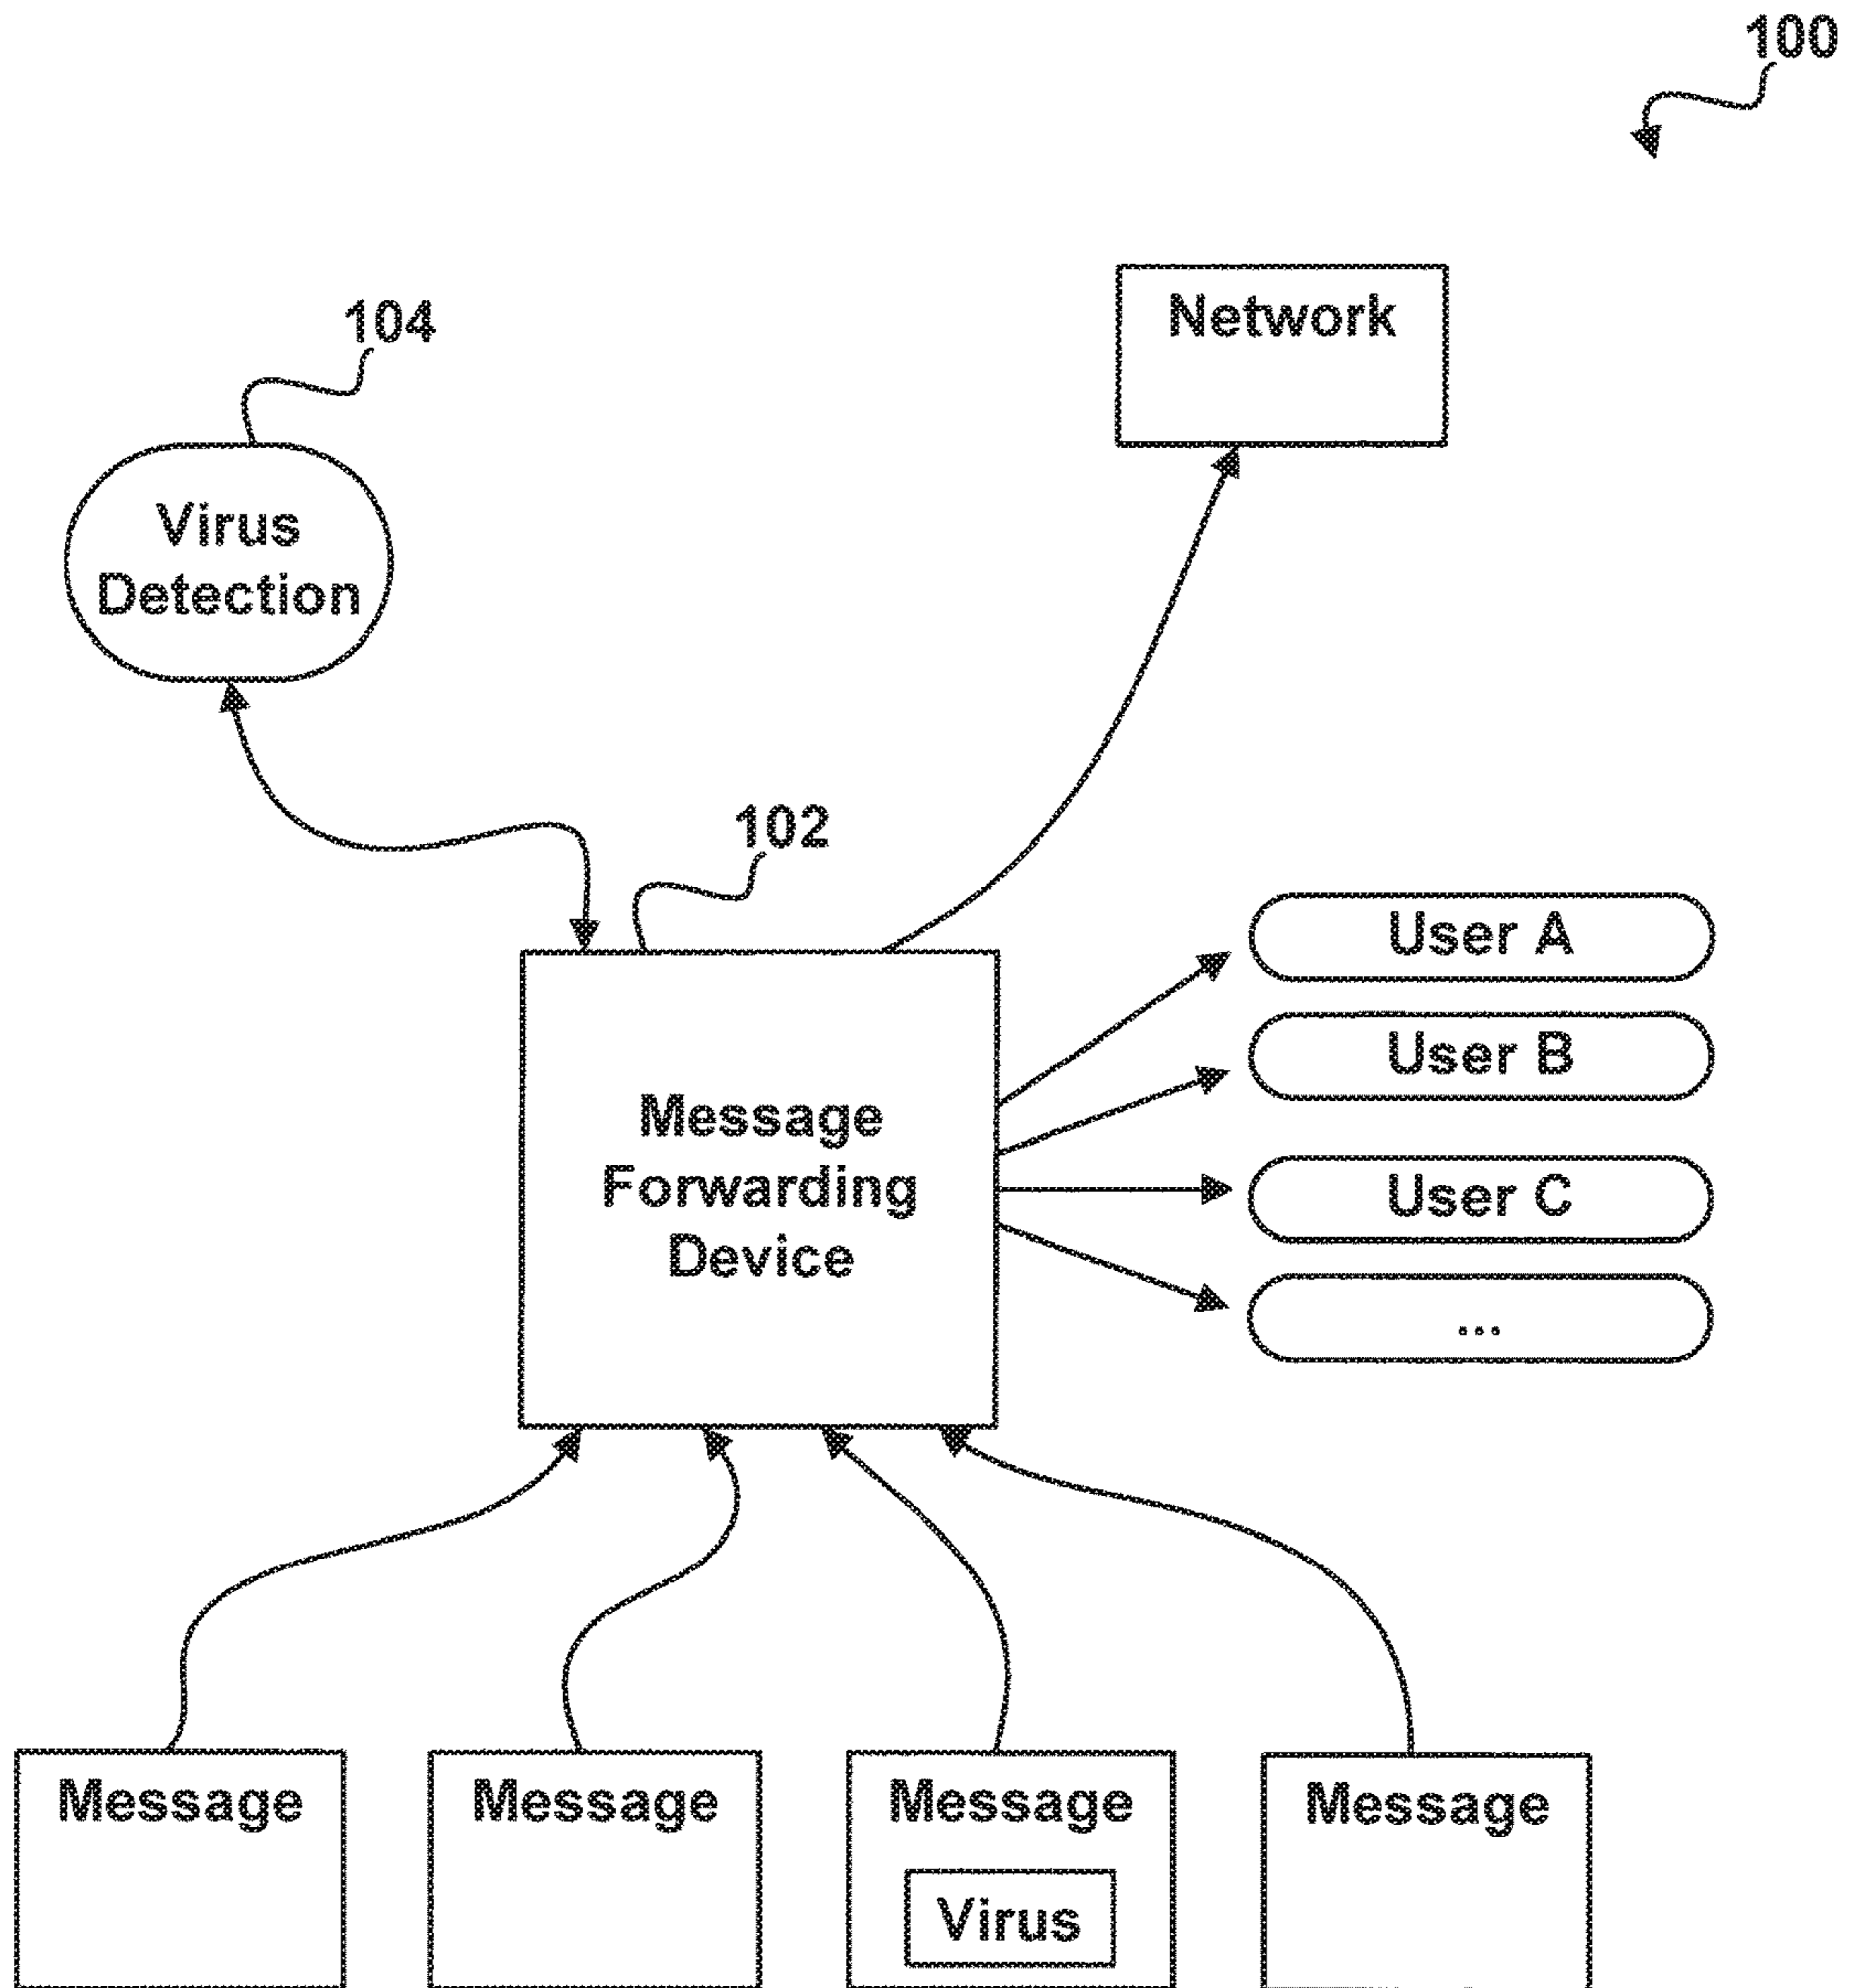 100
Network
104
Virus
Detection
102
User A
User B
User C
...
Message
Forwarding
Device
Message
Message
Message
Message
Virus